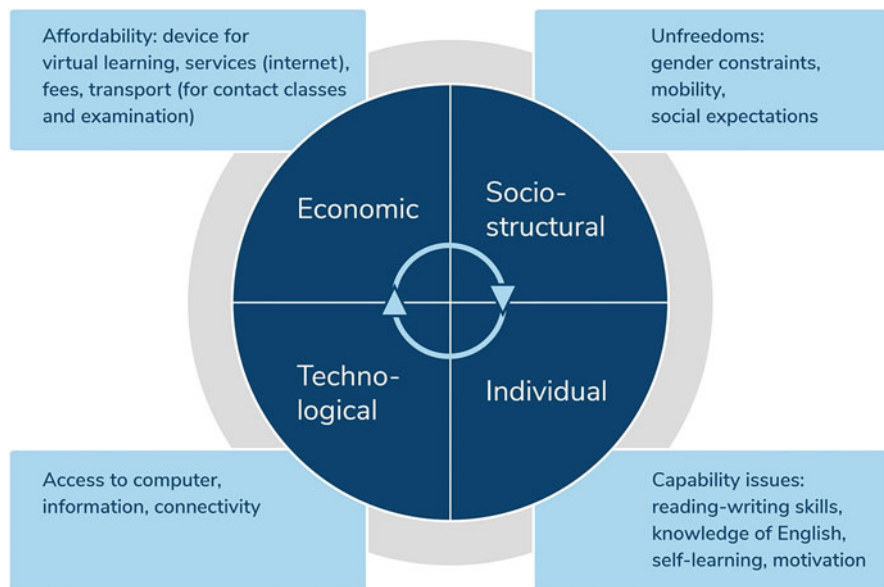 Affordability: device for
virtual learning, services (internet),
fees, transport (for contact classes
and examination)
Unfreedoms:
gender constraints,
mobility,
social expectations
Economic
Socio-
structural
Techno-
logical
Individual
Access to computer,
information, connectivity
Capability issues:
reading-writing skills,
knowledge of English,
self-learning, motivation